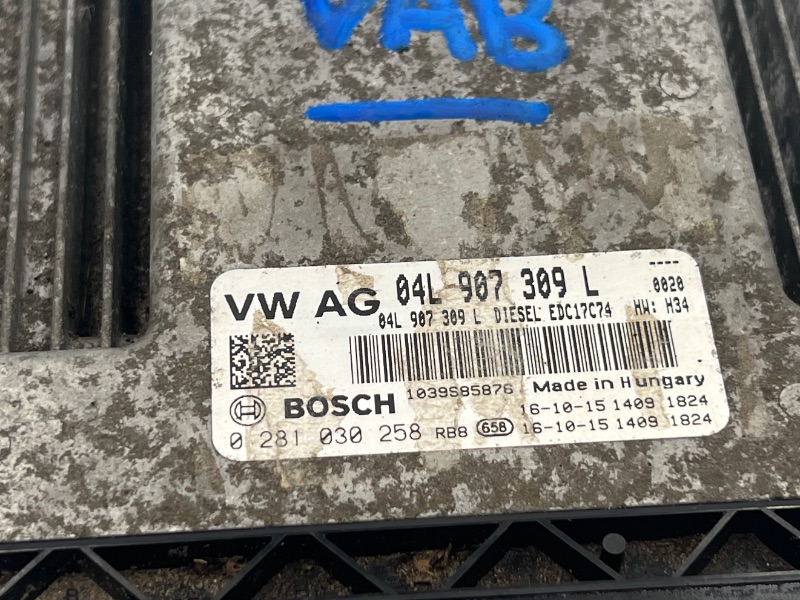 VAB
----
VW AG 04L 907 309 L .0020
04L 907 309 L DIESEL EDC17C74 HW: H34
1039S85876 Made in Hungary
BOSCH 16-10-15 1409 1824
0 281 030 258 RB8 658 16-10-15 1409 1824